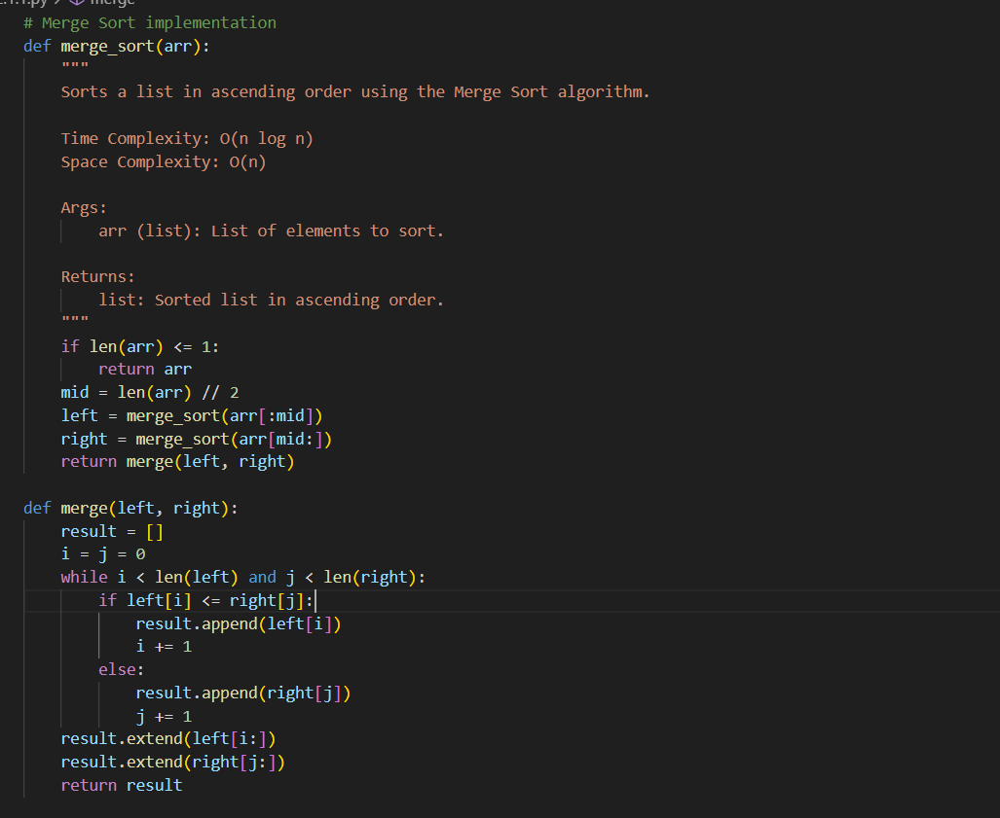 1.1.py > merge
# Merge Sort implementation
def merge_sort(arr):
    """
    Sorts a list in ascending order using the Merge Sort algorithm.

    Time Complexity: O(n log n)
    Space Complexity: O(n)

    Args:
        arr (list): List of elements to sort.

    Returns:
        list: Sorted list in ascending order.
    """
    if len(arr) <= 1:
        return arr
    mid = len(arr) // 2
    left = merge_sort(arr[:mid])
    right = merge_sort(arr[mid:])
    return merge(left, right)

def merge(left, right):
    result = []
    i = j = 0
    while i < len(left) and j < len(right):
        if left[i] <= right[j]:
            result.append(left[i])
            i += 1
        else:
            result.append(right[j])
            j += 1
    result.extend(left[i:])
    result.extend(right[j:])
    return result